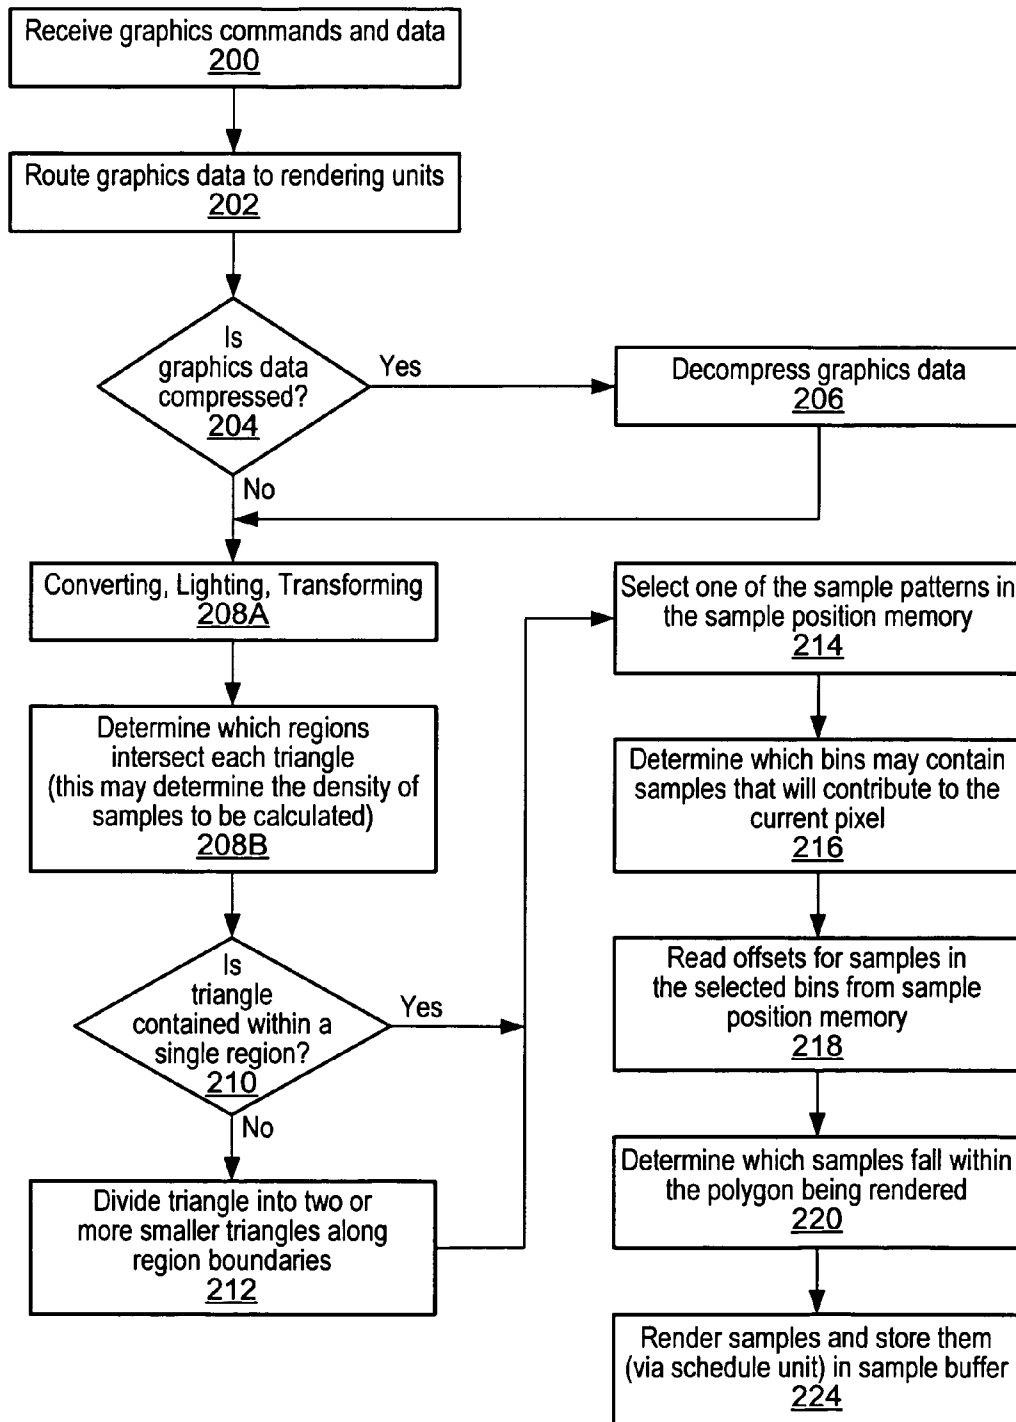 Receive graphics commands and data
200
Route graphics data to rendering units
202
Is
graphics data
compressed?
204
Yes
No
Decompress graphics data
206
Converting, Lighting, Transforming
208A
Determine which regions
intersect each triangle
(this may determine the density of
samples to be calculated)
208B
Is
triangle
contained within a
single region?
210
Yes
No
Divide triangle into two or
more smaller triangles along
region boundaries
212
Select one of the sample patterns in
the sample position memory
214
Determine which bins may contain
samples that will contribute to the
current pixel
216
Read offsets for samples in
the selected bins from sample
position memory
218
Determine which samples fall within
the polygon being rendered
220
Render samples and store them
(via schedule unit) in sample buffer
224